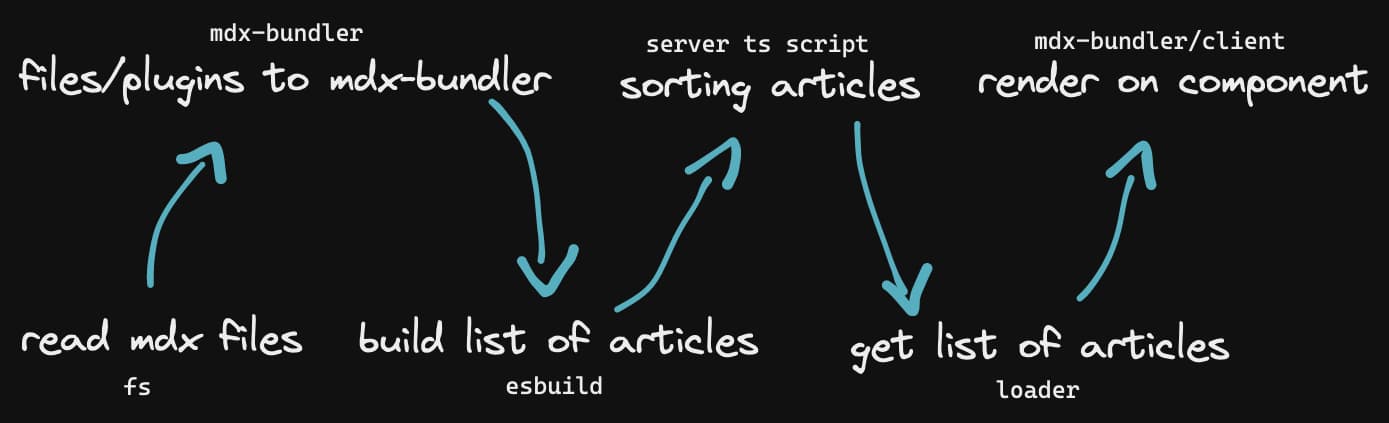 mdx-bundler
files/plugins to mdx-bundler
server ts script
sorting articles
mdx-bundler/client
render on component
read mdx files
fs
build list of articles
esbuild
get list of articles
loader